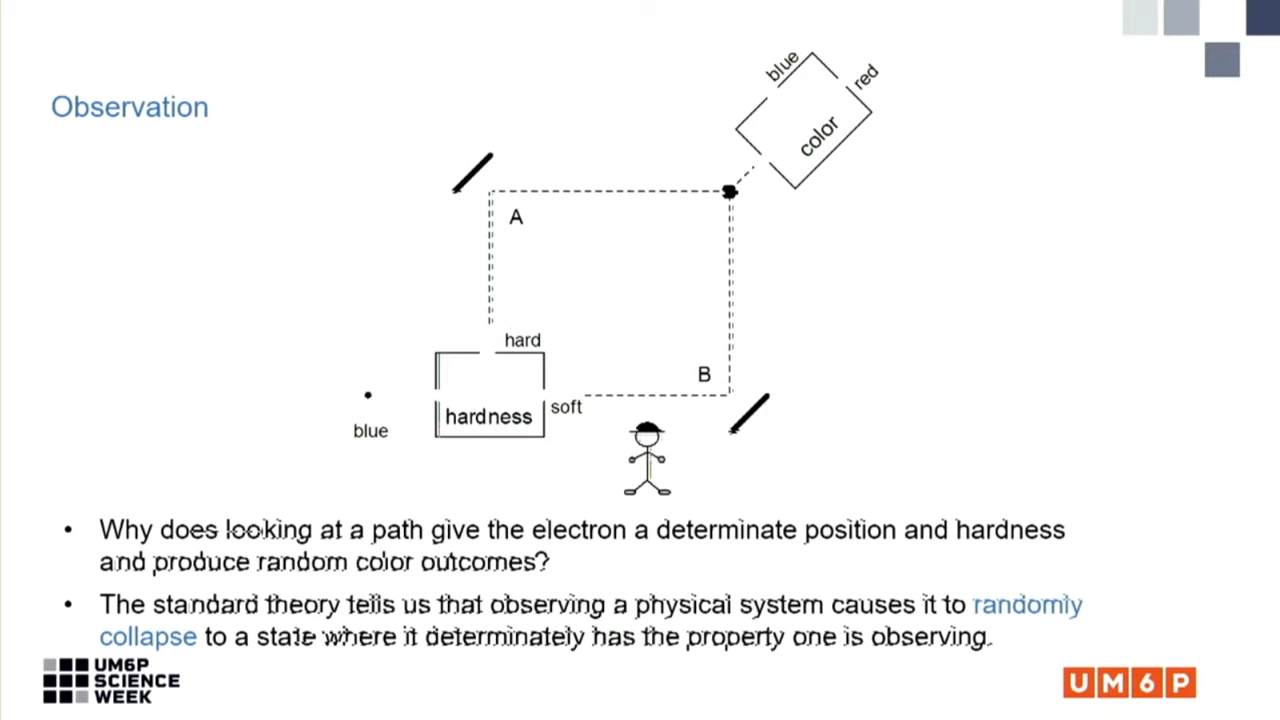 Observation
blue
red
color
A
hard
B
soft
hardness
blue
• Why does looking at a path give the electron a determinate position and hardness
and produce random color outcomes?
• The standard theory tells us that observing a physical system causes it to randomly
collapse to a state where it determinately has the property one is observing.
UM6P
SCIENCE
WEEK
UM6P